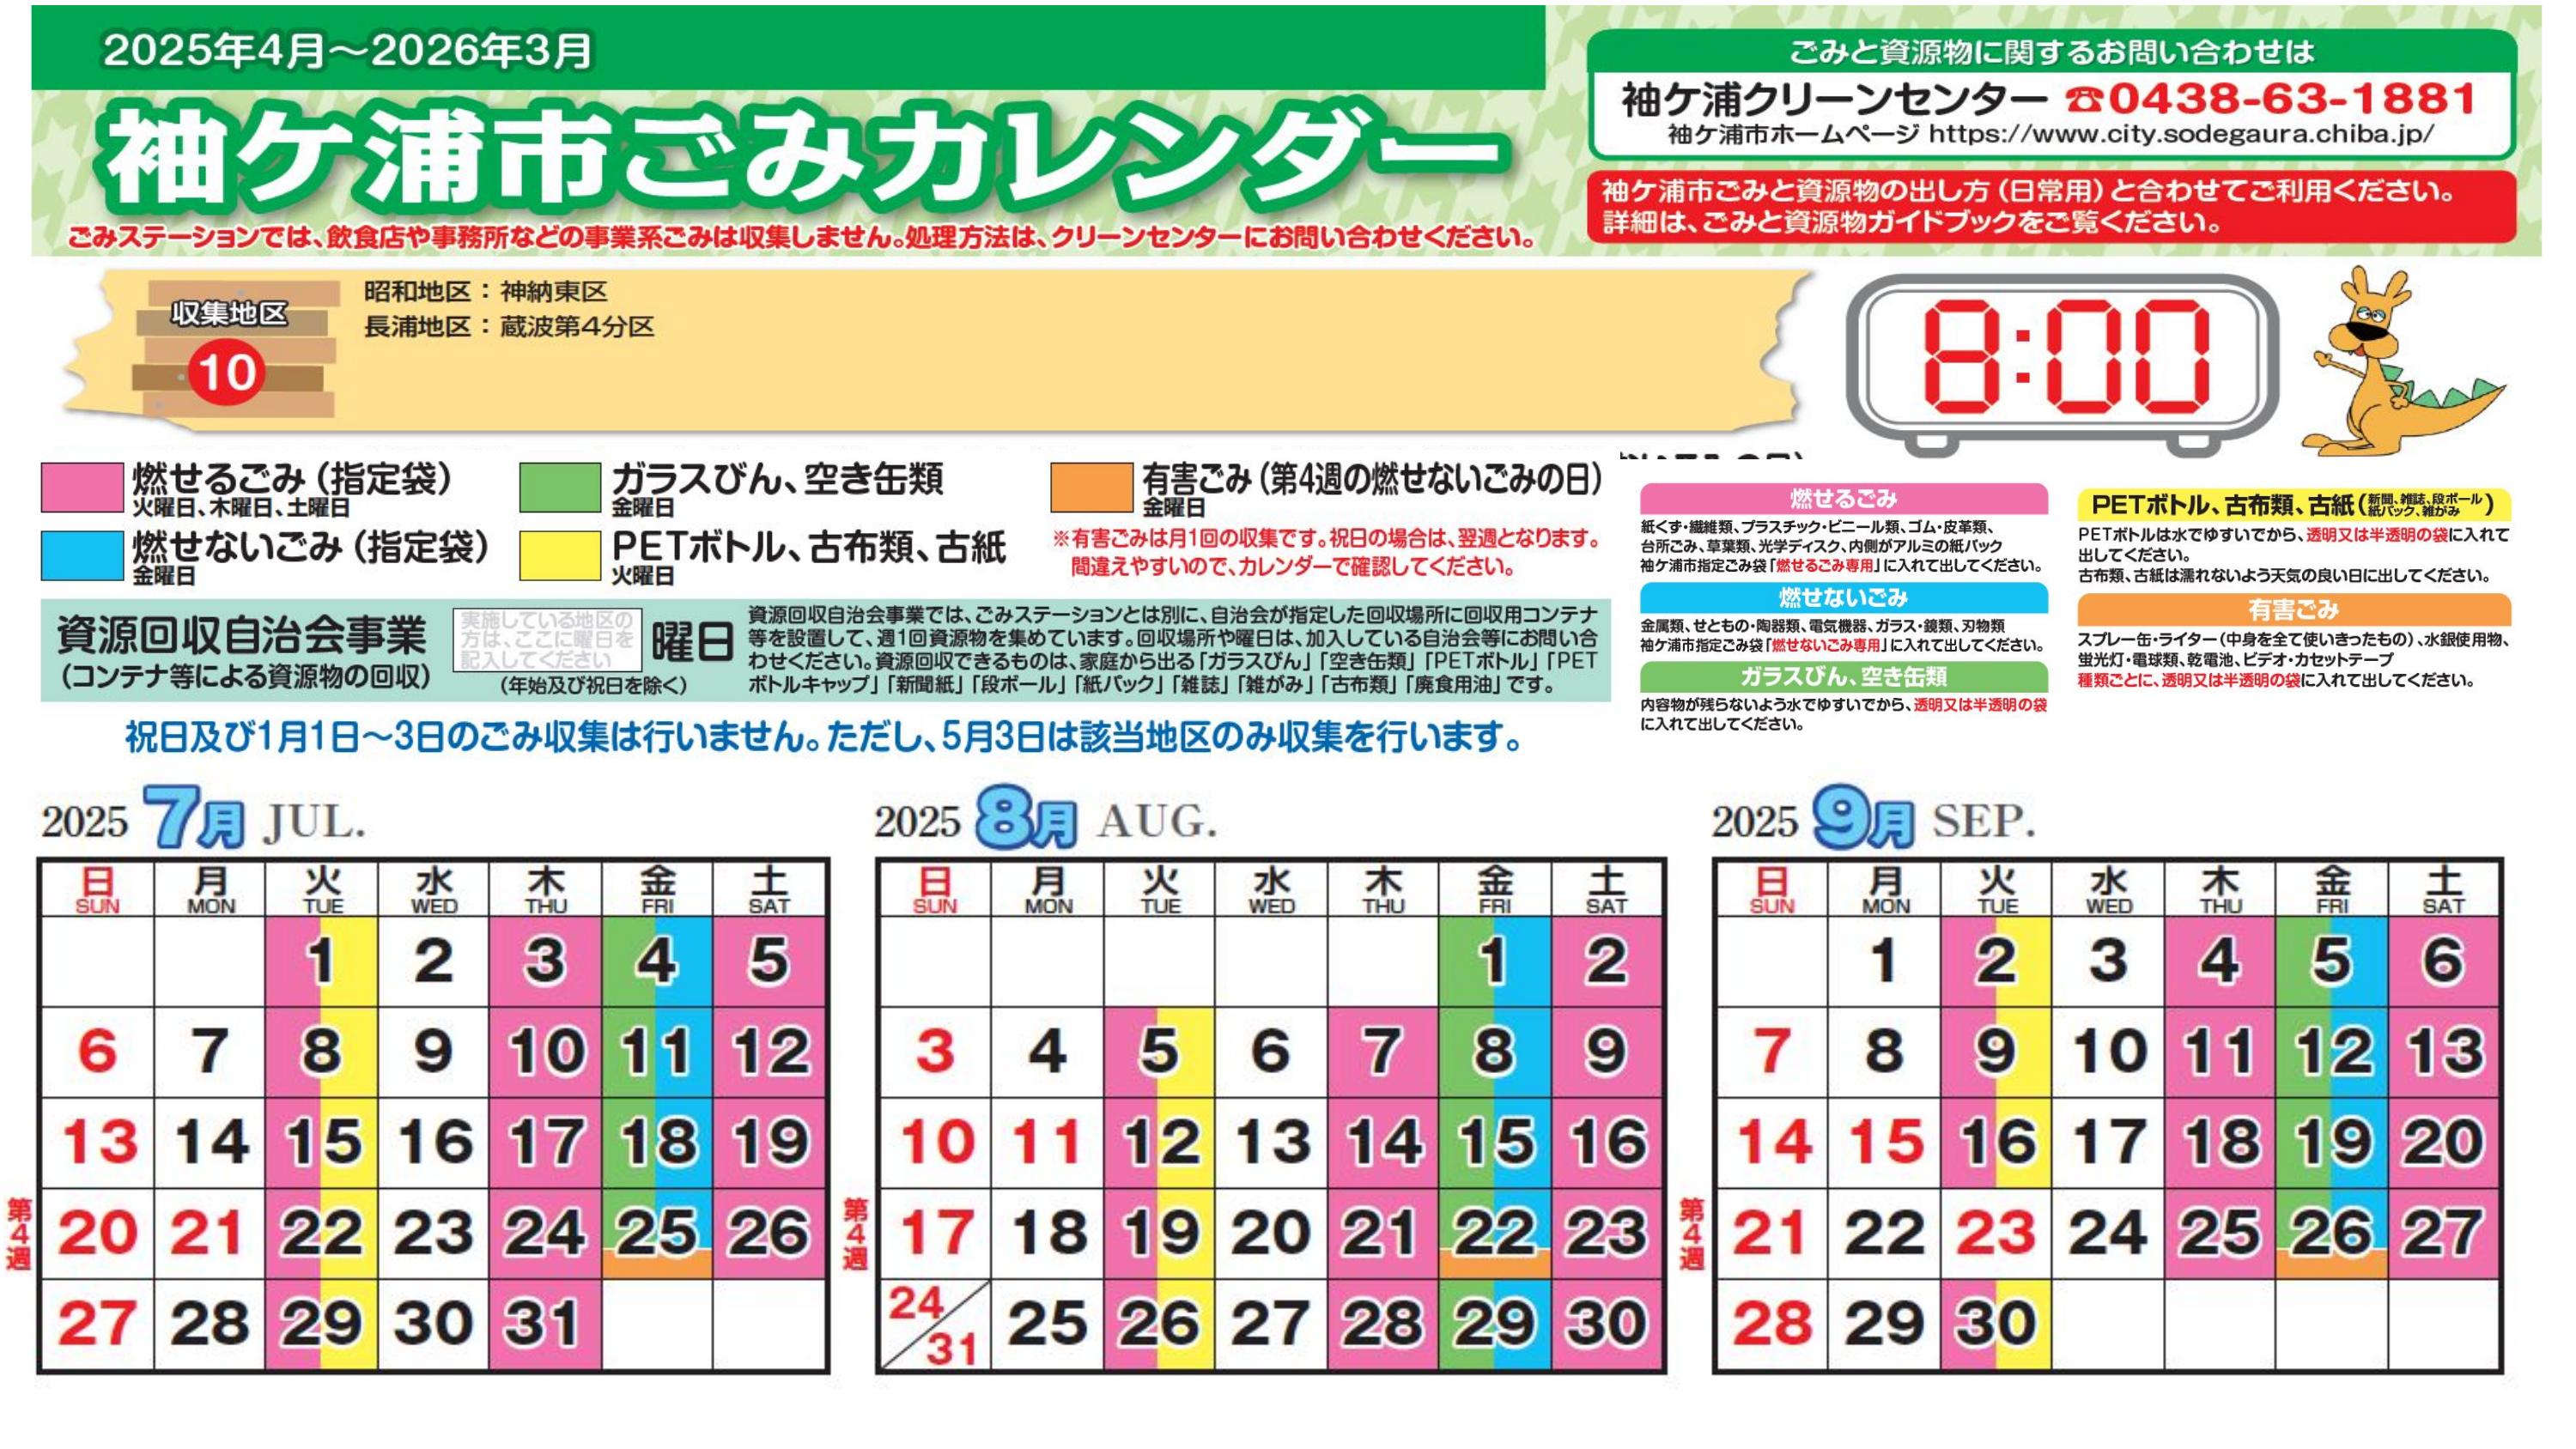 2025年4月～2026年3月
袖ケ浦市ごみカレンダー
ごみステーションでは、飲食店や事務所などの事業系ごみは収集しません。処理方法は、クリーンセンターにお問い合わせください。
ごみと資源物に関するお問い合わせは
袖ケ浦クリーンセンター ☎0438-63-1881
袖ケ浦市ホームページ https://www.city.sodegaura.chiba.jp/
袖ケ浦市ごみと資源物の出し方（日常用）と合わせてご利用ください。
詳細は、ごみと資源物ガイドブックをご覧ください。
収集地区
10
昭和地区：神納東区
長浦地区：蔵波第4分区
8:00
燃せるごみ（指定袋）
火曜日、木曜日、土曜日
燃せないごみ（指定袋）
金曜日
ガラスびん、空き缶類
金曜日
PETボトル、古布類、古紙
火曜日
有害ごみ（第4週の燃せないごみの日）
金曜日
※有害ごみは月1回の収集です。祝日の場合は、翌週となります。
間違えやすいので、カレンダーで確認してください。
資源回収自治会事業
（コンテナ等による資源物の回収）
実施している地区の
方は、ここに曜日を
記入してください
曜日
（年始及び祝日を除く）
資源回収自治会事業では、ごみステーションとは別に、自治会が指定した回収場所に回収用コンテナ
等を設置して、週1回資源物を集めています。回収場所や曜日は、加入している自治会等にお問い合
わせください。資源回収できるものは、家庭から出る「ガラスびん」「空き缶類」「PETボトル」「PET
ボトルキャップ」「新聞紙」「段ボール」「紙パック」「雑誌」「雑がみ」「古布類」「廃食用油」です。
祝日及び1月1日～3日のごみ収集は行いません。ただし、5月3日は該当地区のみ収集を行います。
燃せるごみ
紙くず・繊維類、プラスチック・ビニール類、ゴム・皮革類、
台所ごみ、草葉類、光学ディスク、内側がアルミの紙パック
袖ケ浦市指定ごみ袋「燃せるごみ専用」に入れて出してください。
燃せないごみ
金属類、せともの・陶器類、電気機器、ガラス・鏡類、刃物類
袖ケ浦市指定ごみ袋「燃せないごみ専用」に入れて出してください。
ガラスびん、空き缶類
内容物が残らないよう水でゆすいでから、透明又は半透明の袋
に入れて出してください。
PETボトル、古布類、古紙（新聞、雑誌、段ボール 紙パック、雑がみ）
PETボトルは水でゆすいでから、透明又は半透明の袋に入れて
出してください。
古布類、古紙は濡れないよう天気の良い日に出してください。
有害ごみ
スプレー缶・ライター（中身を全て使いきったもの）、水銀使用物、
蛍光灯・電球類、乾電池、ビデオ・カセットテープ
種類ごとに、透明又は半透明の袋に入れて出してください。
2025 7月 JUL.
日 月 火 水 木 金 土
SUN MON TUE WED THU FRI SAT
1 2 3 4 5
6 7 8 9 10 11 12
13 14 15 16 17 18 19
第4週 20 21 22 23 24 25 26
27 28 29 30 31
2025 8月 AUG.
日 月 火 水 木 金 土
SUN MON TUE WED THU FRI SAT
1 2
3 4 5 6 7 8 9
10 11 12 13 14 15 16
第4週 17 18 19 20 21 22 23
24/31 25 26 27 28 29 30
2025 9月 SEP.
日 月 火 水 木 金 土
SUN MON TUE WED THU FRI SAT
1 2 3 4 5 6
7 8 9 10 11 12 13
14 15 16 17 18 19 20
第4週 21 22 23 24 25 26 27
28 29 30